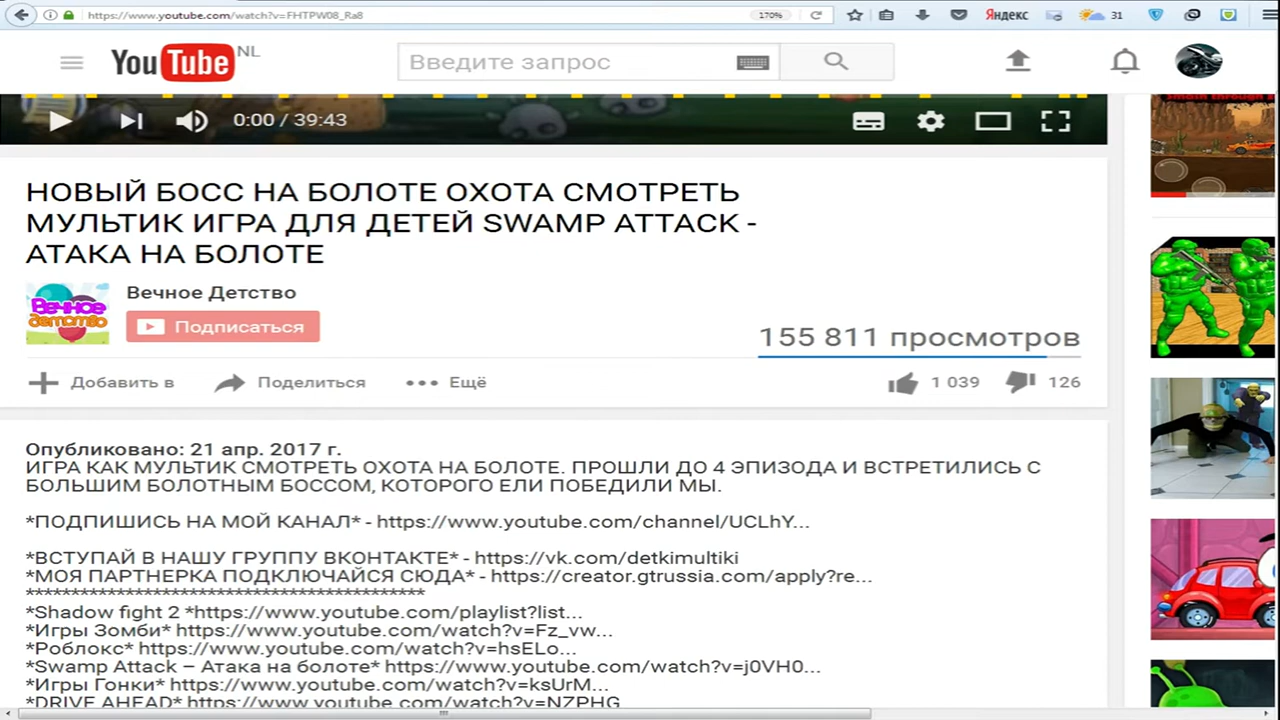 https://www.youtube.com/watch?v=FHTPW08_Ra8
170%
Яндекс
31
YouTube NL
Введите запрос
0:00 / 39:43
НОВЫЙ БОСС НА БОЛОТЕ ОХОТА СМОТРЕТЬ
МУЛЬТИК ИГРА ДЛЯ ДЕТЕЙ SWAMP ATTACK -
АТАКА НА БОЛОТЕ
Вечное Детство
Вечное
детство
Подписаться
155 811 просмотров
Добавить в
Поделиться
Ещё
1 039
126
Опубликовано: 21 апр. 2017 г.
ИГРА КАК МУЛЬТИК СМОТРЕТЬ ОХОТА НА БОЛОТЕ. ПРОШЛИ ДО 4 ЭПИЗОДА И ВСТРЕТИЛИСЬ С
БОЛЬШИМ БОЛОТНЫМ БОССОМ, КОТОРОГО ЕЛИ ПОБЕДИЛИ МЫ.
*ПОДПИШИСЬ НА МОЙ КАНАЛ* - https://www.youtube.com/channel/UCLhY...
*ВСТУПАЙ В НАШУ ГРУППУ ВКОНТАКТЕ* - https://vk.com/detkimultiki
*МОЯ ПАРТНЕРКА ПОДКЛЮЧАЙСЯ СЮДА* - https://creator.gtrussia.com/apply?re...
********************************************
*Shadow fight 2 *https://www.youtube.com/playlist?list...
*Игры Зомби* https://www.youtube.com/watch?v=Fz_vw...
*Роблокс* https://www.youtube.com/watch?v=hsELo...
*Swamp Attack – Атака на болоте* https://www.youtube.com/watch?v=j0VH0...
*Игры Гонки* https://www.youtube.com/watch?v=ksUrM...
*DRIVE AHEAD* https://www.youtube.com/watch?v=NZPHG